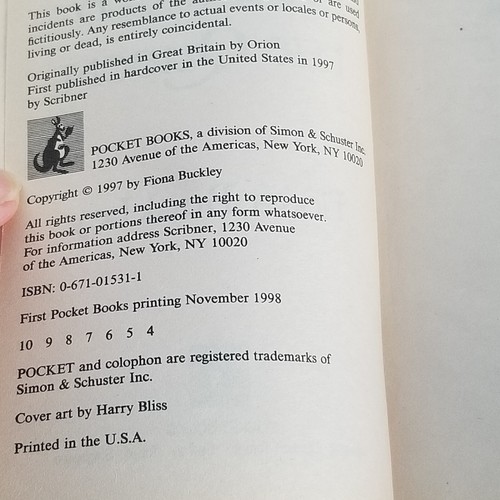 This book is a
incidents are products of the are used
fictitiously. Any resemblance to actual events or locales or persons,
living or dead, is entirely coincidental.
Originally published in Great Britain by Orion
First published in hardcover in the United States in 1997
by Scribner
POCKET BOOKS, a division of Simon & Schuster Inc.
1230 Avenue of the Americas, New York, NY 10020
Copyright © 1997 by Fiona Buckley
All rights reserved, including the right to reproduce
this book or portions thereof in any form whatsoever.
For information address Scribner, 1230 Avenue
of the Americas, New York, NY 10020
ISBN: 0-671-01531-1
First Pocket Books printing November 1998
10 9 8 7 6 5 4
POCKET and colophon are registered trademarks of
Simon & Schuster Inc.
Cover art by Harry Bliss
Printed in the U.S.A.